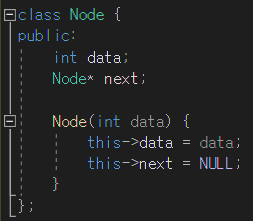 class Node {
public:
    int data;
    Node* next;

    Node(int data) {
        this->data = data;
        this->next = NULL;
    }
};